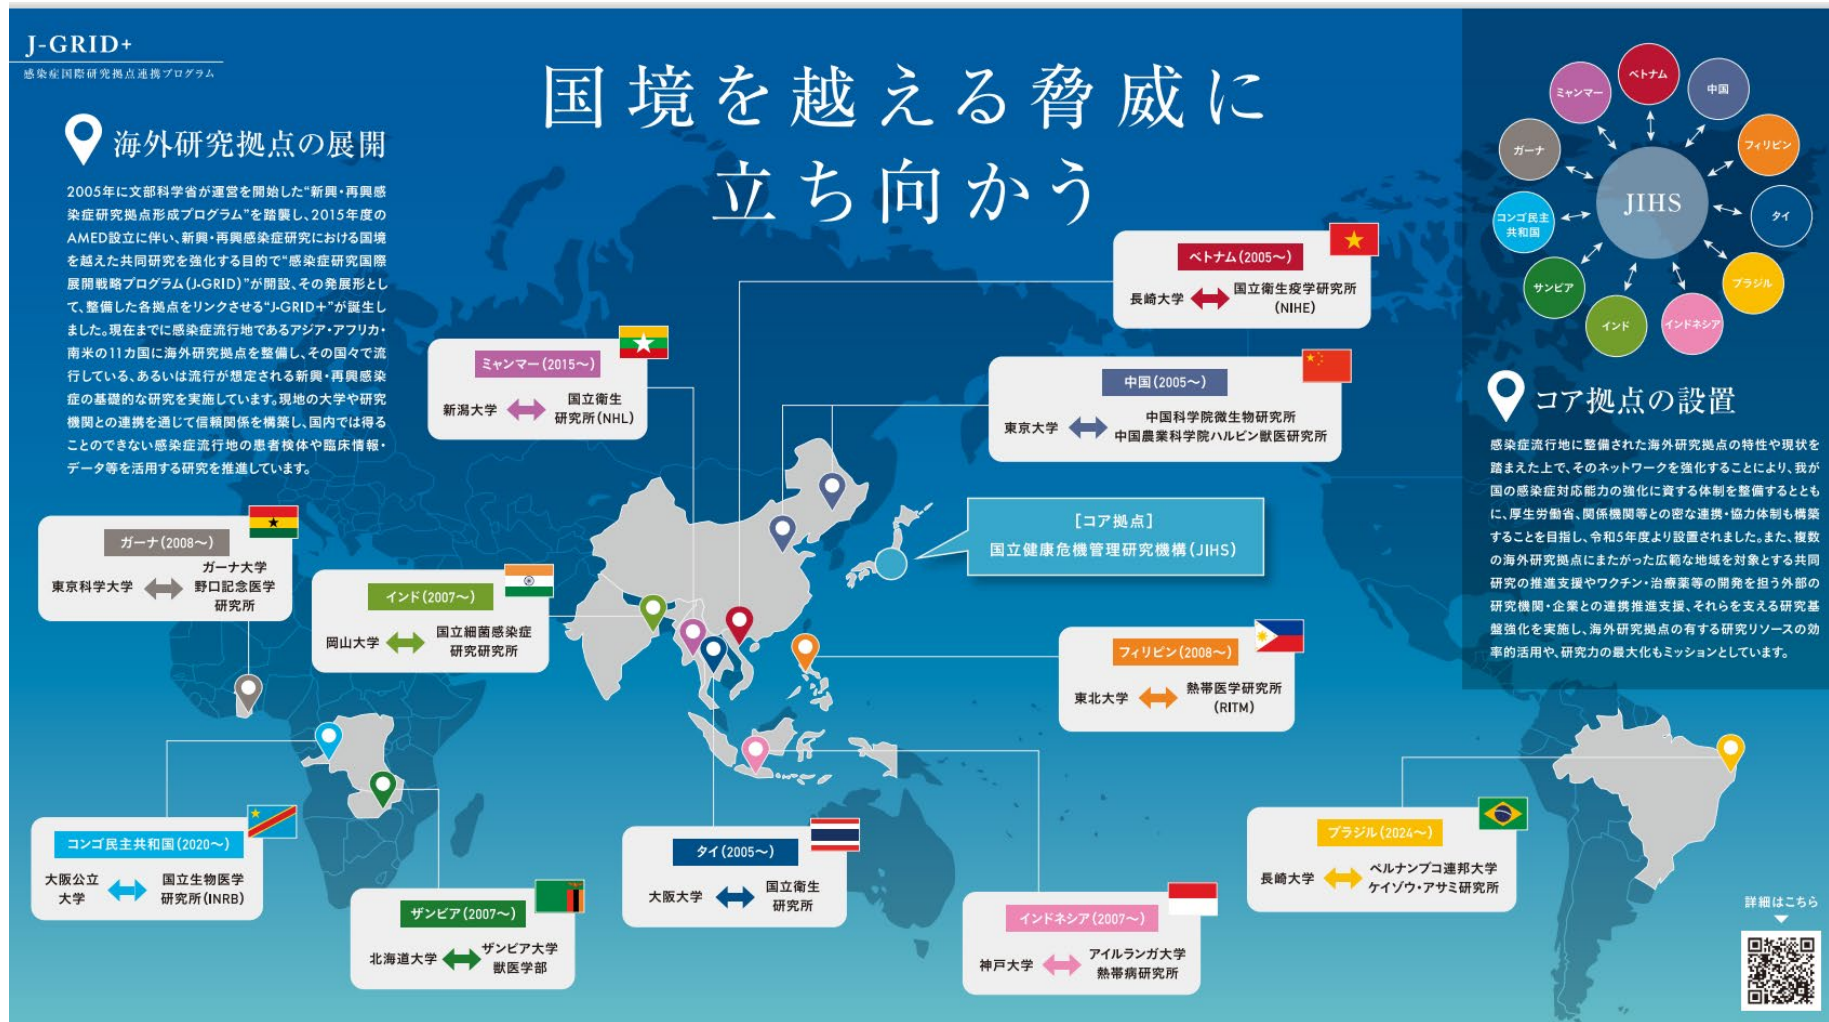 J-GRID+
感染症国際研究拠点連携プログラム
国境を越える脅威に
立ち向かう
海外研究拠点の展開
2005年に文部科学省が運営を開始した“新興・再興感
染症研究拠点形成プログラム”を踏襲し、2015年度の
AMED設立に伴い、新興・再興感染症研究における国境
を越えた共同研究を強化する目的で“感染症研究国際
展開戦略プログラム(J-GRID)”が開設、その発展形とし
て、整備した各拠点をリンクさせる“J-GRID＋”が誕生し
ました。現在までに感染症流行地であるアジア・アフリカ・
南米の11カ国に海外研究拠点を整備し、その国々で流
行している、あるいは流行が想定される新興・再興感染
症の基礎的な研究を実施しています。現地の大学や研究
機関との連携を通じて信頼関係を構築し、国内では得る
ことのできない感染症流行地の患者検体や臨床情報・
データ等を活用する研究を推進しています。
ベトナム(2005〜)
長崎大学
国立衛生疫学研究所
(NIHE)
ミャンマー(2015〜)
新潟大学
国立衛生
研究所(NHL)
中国(2005〜)
東京大学
中国科学院微生物研究所
中国農業科学院ハルビン獣医研究所
[コア拠点]
国立健康危機管理研究機構(JIHS)
ガーナ(2008〜)
東京科学大学
ガーナ大学
野口記念医学
研究所
インド(2007〜)
岡山大学
国立細菌感染症
研究研究所
フィリピン(2008〜)
東北大学
熱帯医学研究所
(RITM)
コンゴ民主共和国(2020〜)
大阪公立
大学
国立生物医学
研究所(INRB)
ザンビア(2007〜)
北海道大学
ザンビア大学
獣医学部
タイ(2005〜)
大阪大学
国立衛生
研究所
インドネシア(2007〜)
神戸大学
アイルランガ大学
熱帯病研究所
ブラジル(2024〜)
長崎大学
ペルナンブコ連邦大学
ケイゾウ・アサミ研究所
JIHS
ベトナム
中国
フィリピン
タイ
ブラジル
インドネシア
インド
ザンビア
コンゴ民主
共和国
ガーナ
ミャンマー
コア拠点の設置
感染症流行地に整備された海外研究拠点の特性や現状を
踏まえた上で、そのネットワークを強化することにより、我が
国の感染症対応能力の強化に資する体制を整備するととも
に、厚生労働省、関係機関等との密な連携・協力体制も構築
することを目指し、令和5年度より設置されました。また、複数
の海外研究拠点にまたがった広範な地域を対象とする共同
研究の推進支援やワクチン・治療薬等の開発を担う外部の
研究機関・企業との連携推進支援、それらを支える研究基
盤強化を実施し、海外研究拠点の有する研究リソースの効
率的活用や、研究力の最大化もミッションとしています。
詳細はこちら